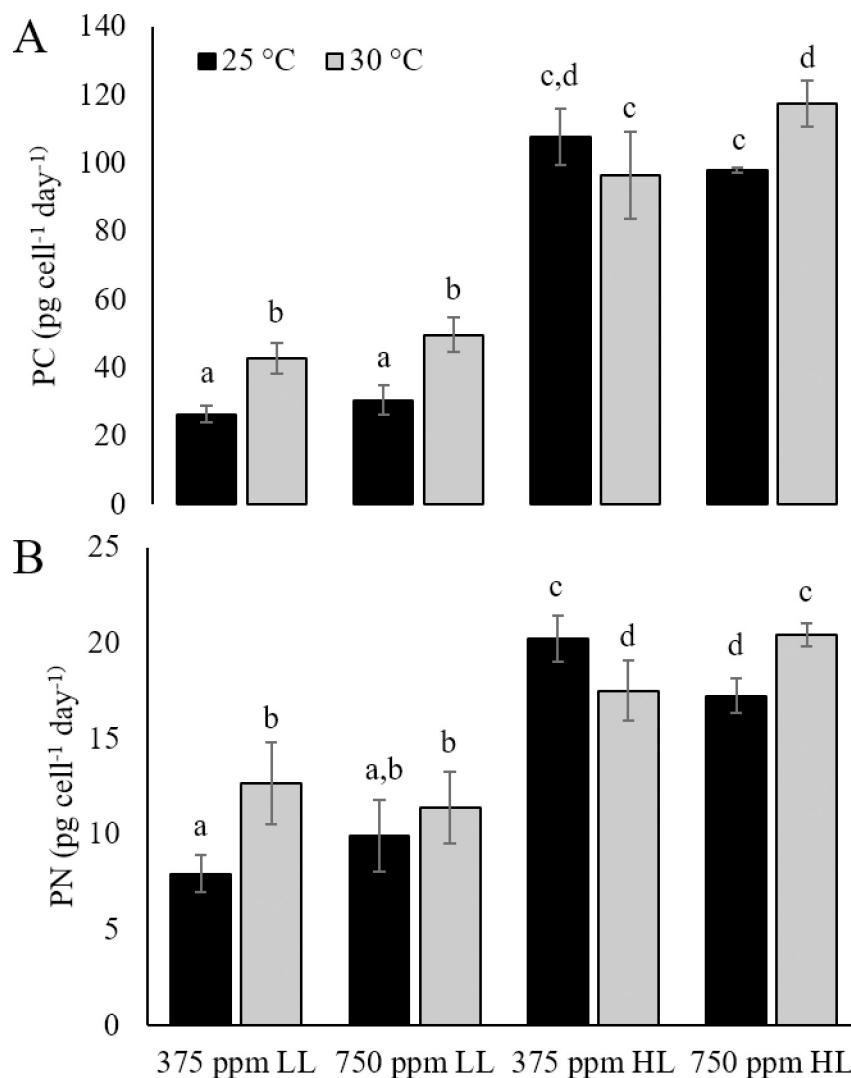 A
140
25 °C 30 °C
c,d
d
120
c
c
100
PC (pg cell⁻¹ day⁻¹)
80
60
b
b
40
a
a
20
0
B
25
c
c
20
d
d
PN (pg cell⁻¹ day⁻¹)
15
b
a,b
b
10
a
5
0
375 ppm LL 750 ppm LL 375 ppm HL 750 ppm HL